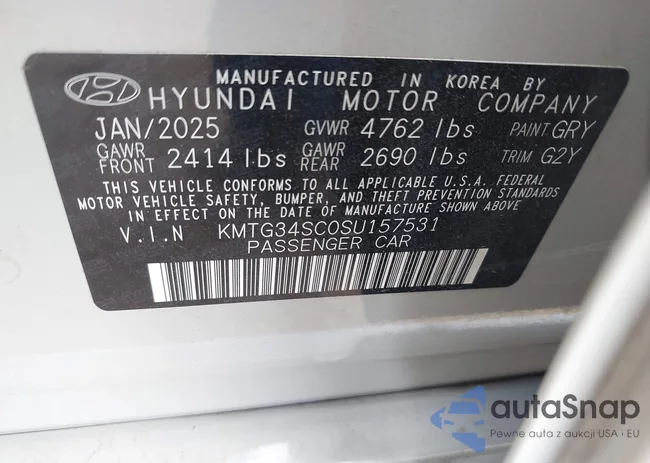 MANUFACTURED IN KOREA BY
HYUNDAI MOTOR COMPANY
JAN/2025 GVWR 4762 lbs PAINT GRY
GAWR FRONT 2414 lbs GAWR REAR 2690 lbs TRIM G2Y
THIS VEHICLE CONFORMS TO ALL APPLICABLE U.S.A. FEDERAL
MOTOR VEHICLE SAFETY, BUMPER, AND THEFT PREVENTION STANDARDS
IN EFFECT ON THE DATE OF MANUFACTURE SHOWN ABOVE
V.I.N KMTG34SC0SU157531
PASSENGER CAR
autaSnap
Pewne auta z aukcji USA i EU